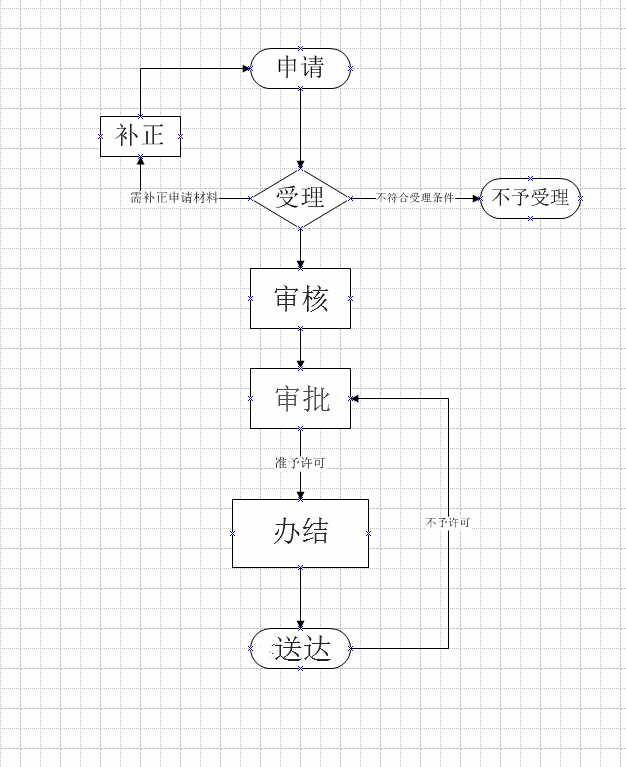 申请
补正
需补正申请材料
受理
不符合受理条件
不予受理
审核
审批
准予许可
办结
不予许可
送达